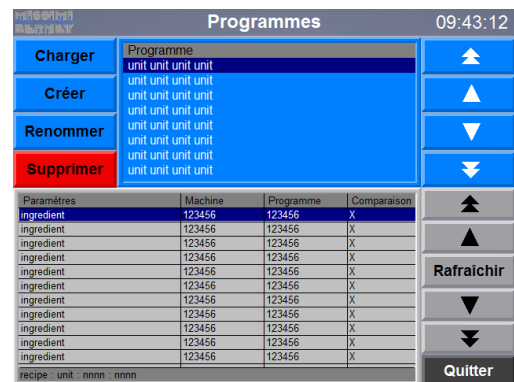 Programmes
09:43:12
Charger
Créer
Renommer
Supprimer
Programme
unit unit unit unit
unit unit unit unit
unit unit unit unit
unit unit unit unit
unit unit unit unit
unit unit unit unit
unit unit unit unit
unit unit unit unit
Paramètres Machine Programme Comparaison
ingredient 123456 123456 X
ingredient 123456 123456 X
ingredient 123456 123456 X
ingredient 123456 123456 X
ingredient 123456 123456 X
ingredient 123456 123456 X
ingredient 123456 123456 X
ingredient 123456 123456 X
ingredient 123456 123456 X
ingredient 123456 123456 X
ingredient 123456 123456 X
recipe : unit : nnnn : nnnn
Rafraîchir
Quitter